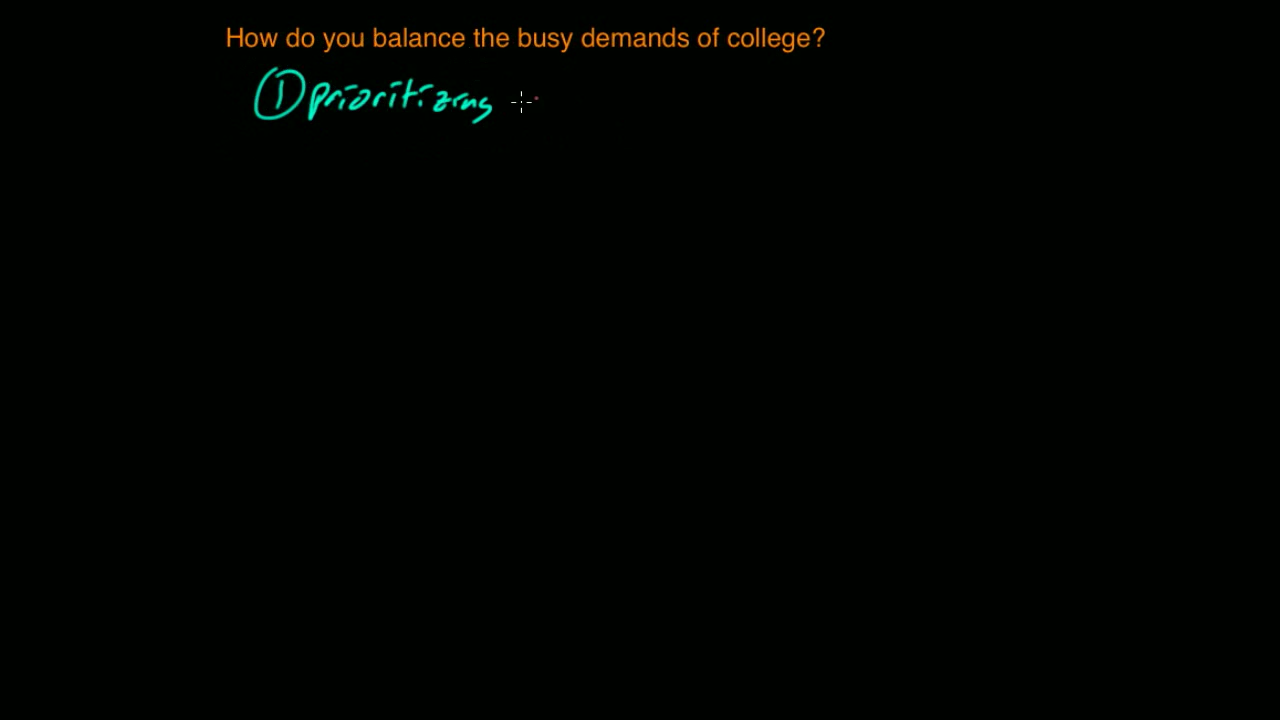 How do you balance the busy demands of college?
① prioritizing